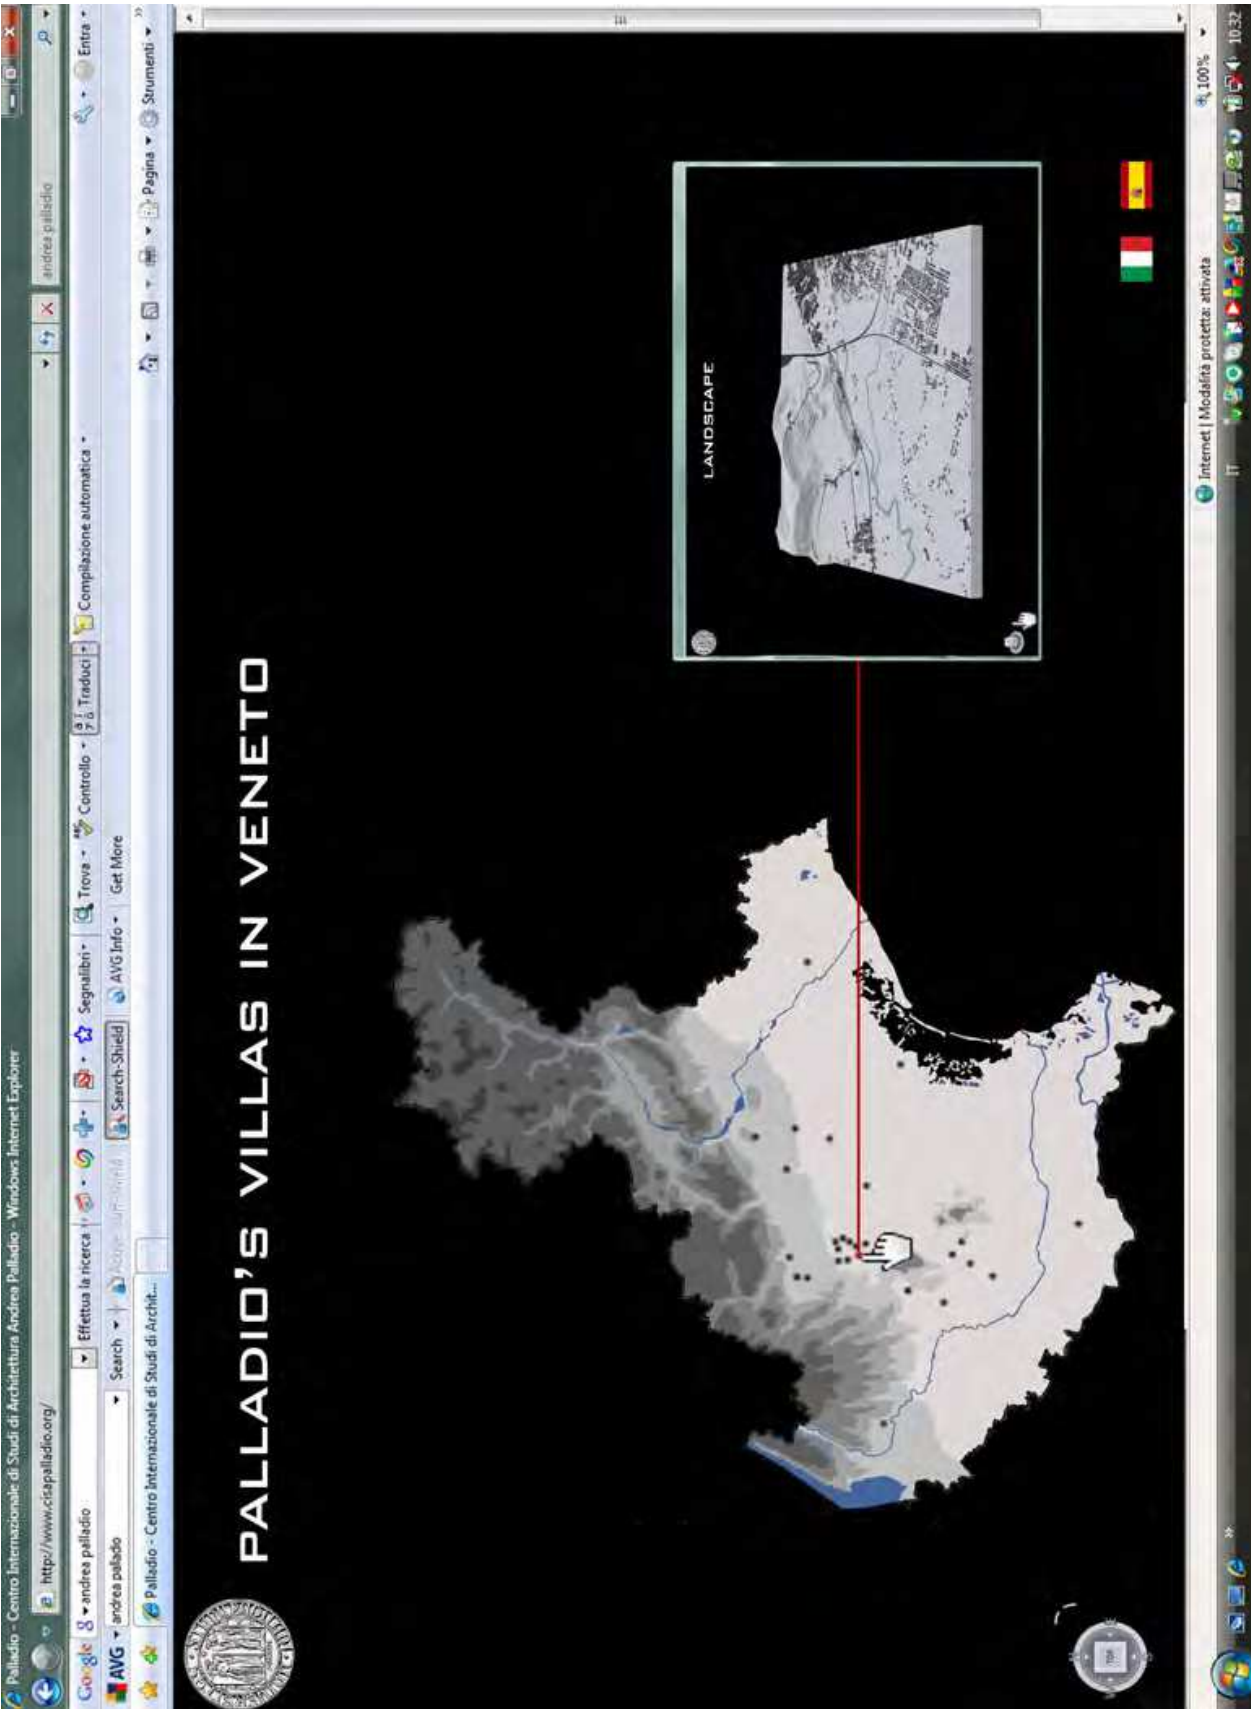 Palladio - Centro Internazionale di Studi di Architettura Andrea Palladio - Windows Internet Explorer
http://www.cisapalladio.org/
andrea palladio
Google
andrea palladio
Effettua la ricerca
Segnalibri
Trova
Controllo
Traduci
Compilazione automatica
Entra
AVG
andrea palladio
Search
Search-Shield
AVG Info
Get More
Palladio - Centro Internazionale di Studi di Archit...
Pagina
Strumenti
PALLADIO'S VILLAS IN VENETO
LANDSCAPE
TOP
Internet | Modalità protetta: attivata
100%
IT
10.32